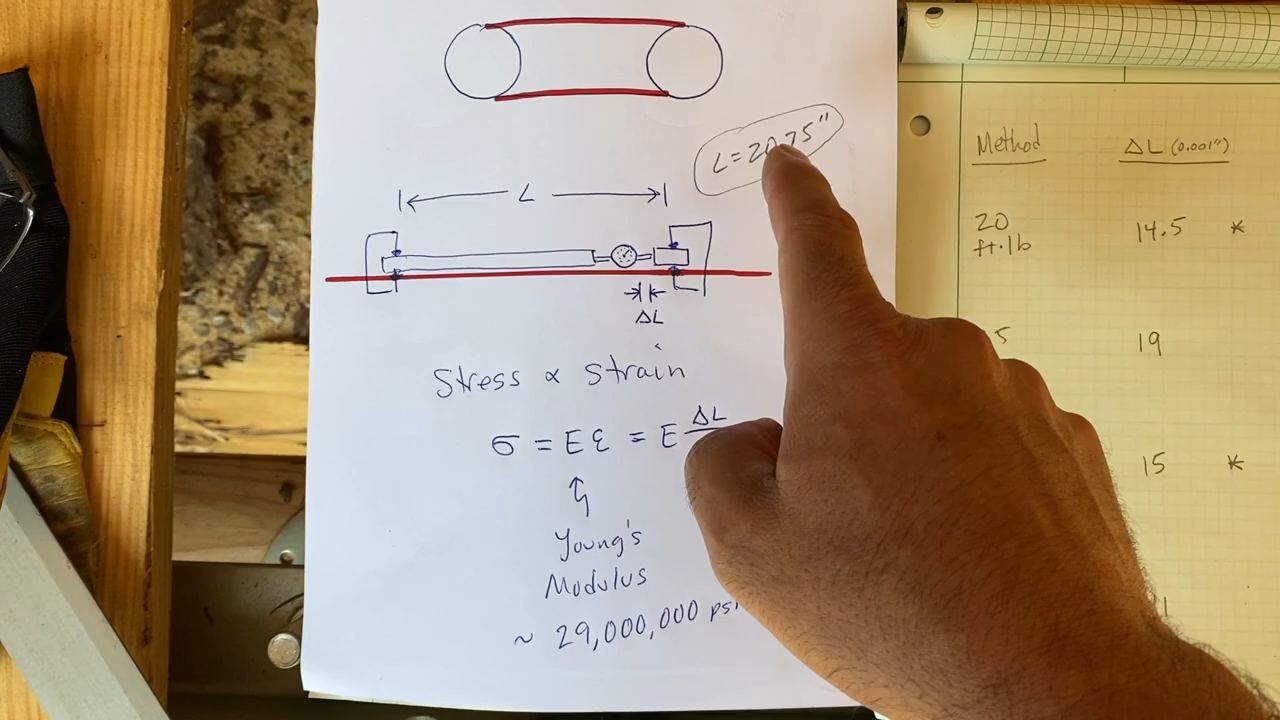 L = 20.75"
L
ΔL
Stress ∝ Strain
σ = Eε = E ΔL
Young's
Modulus
~ 29,000,000 psi
Method ΔL (0.001")
20 14.5 *
ft·lb
5 19
15 *